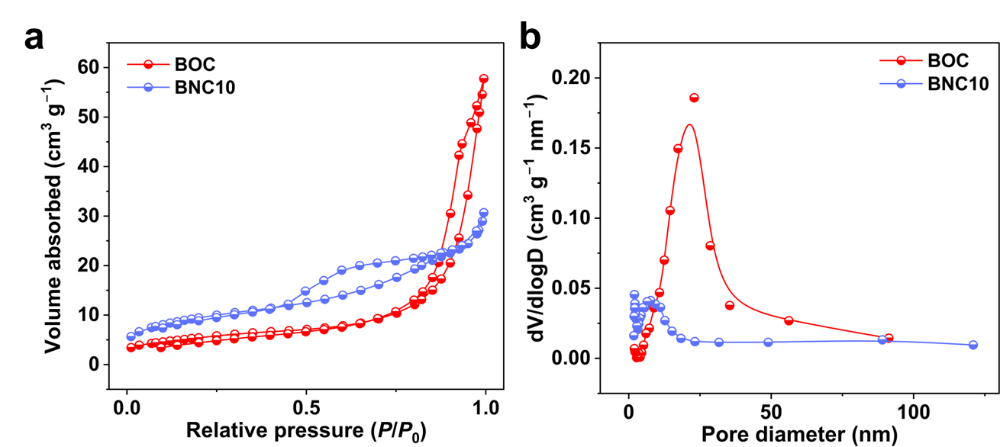 a
BOC
BNC10
60
50
40
30
20
10
0
0.0
0.5
1.0
Volume absorbed (cm³ g⁻¹)
Relative pressure (P/P₀)
b
BOC
BNC10
0.20
0.15
0.10
0.05
0.00
0
50
100
dV/dlogD (cm³ g⁻¹ nm⁻¹)
Pore diameter (nm)